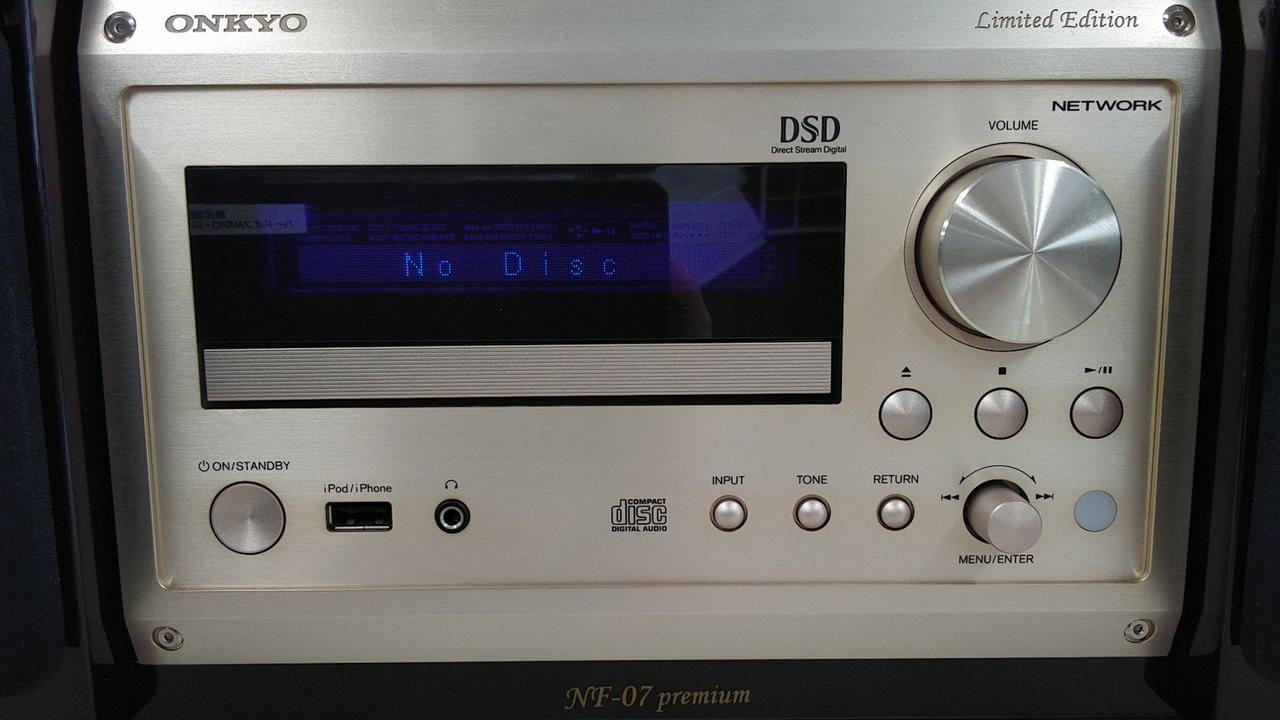 ONKYO
Limited Edition
NETWORK
DSD
Direct Stream Digital
VOLUME
No Disc
ON/STANDBY
iPod/iPhone
COMPACT
disc
DIGITAL AUDIO
INPUT
TONE
RETURN
MENU/ENTER
NF-07 premium